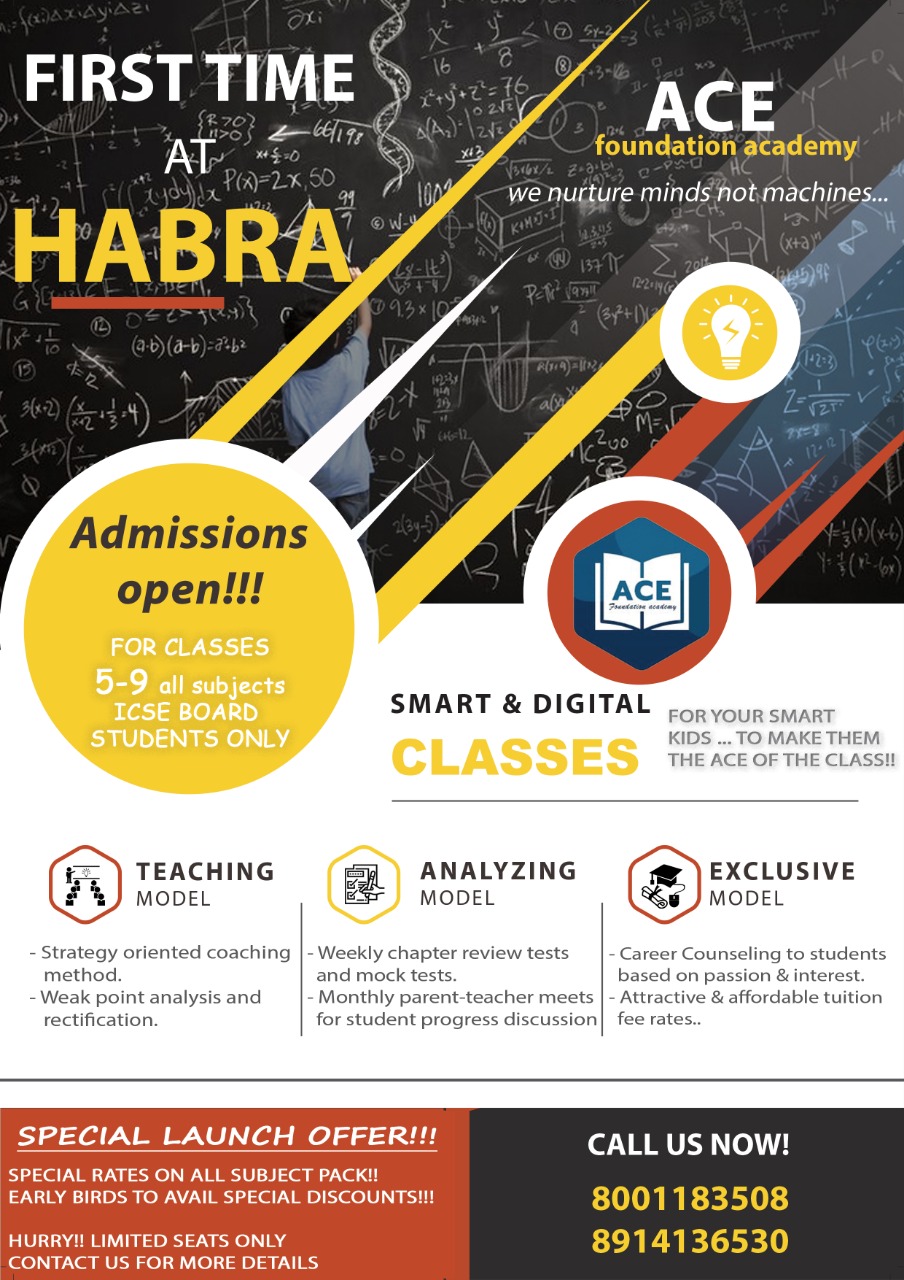 FIRST TIME
AT
HABRA
ACE
foundation academy
we nurture minds not machines...
Admissions
open!!!
FOR CLASSES
5-9 all subjects
ICSE BOARD
STUDENTS ONLY
ACE
Foundation academy
SMART & DIGITAL
CLASSES
FOR YOUR SMART
KIDS ... TO MAKE THEM
THE ACE OF THE CLASS!!
TEACHING
MODEL
- Strategy oriented coaching
method.
- Weak point analysis and
rectification.
ANALYZING
MODEL
- Weekly chapter review tests
and mock tests.
- Monthly parent-teacher meets
for student progress discussion
EXCLUSIVE
MODEL
- Career Counseling to students
based on passion & interest.
- Attractive & affordable tuition
fee rates..
SPECIAL LAUNCH OFFER!!!
SPECIAL RATES ON ALL SUBJECT PACK!!
EARLY BIRDS TO AVAIL SPECIAL DISCOUNTS!!!
HURRY!! LIMITED SEATS ONLY
CONTACT US FOR MORE DETAILS
CALL US NOW!
8001183508
8914136530